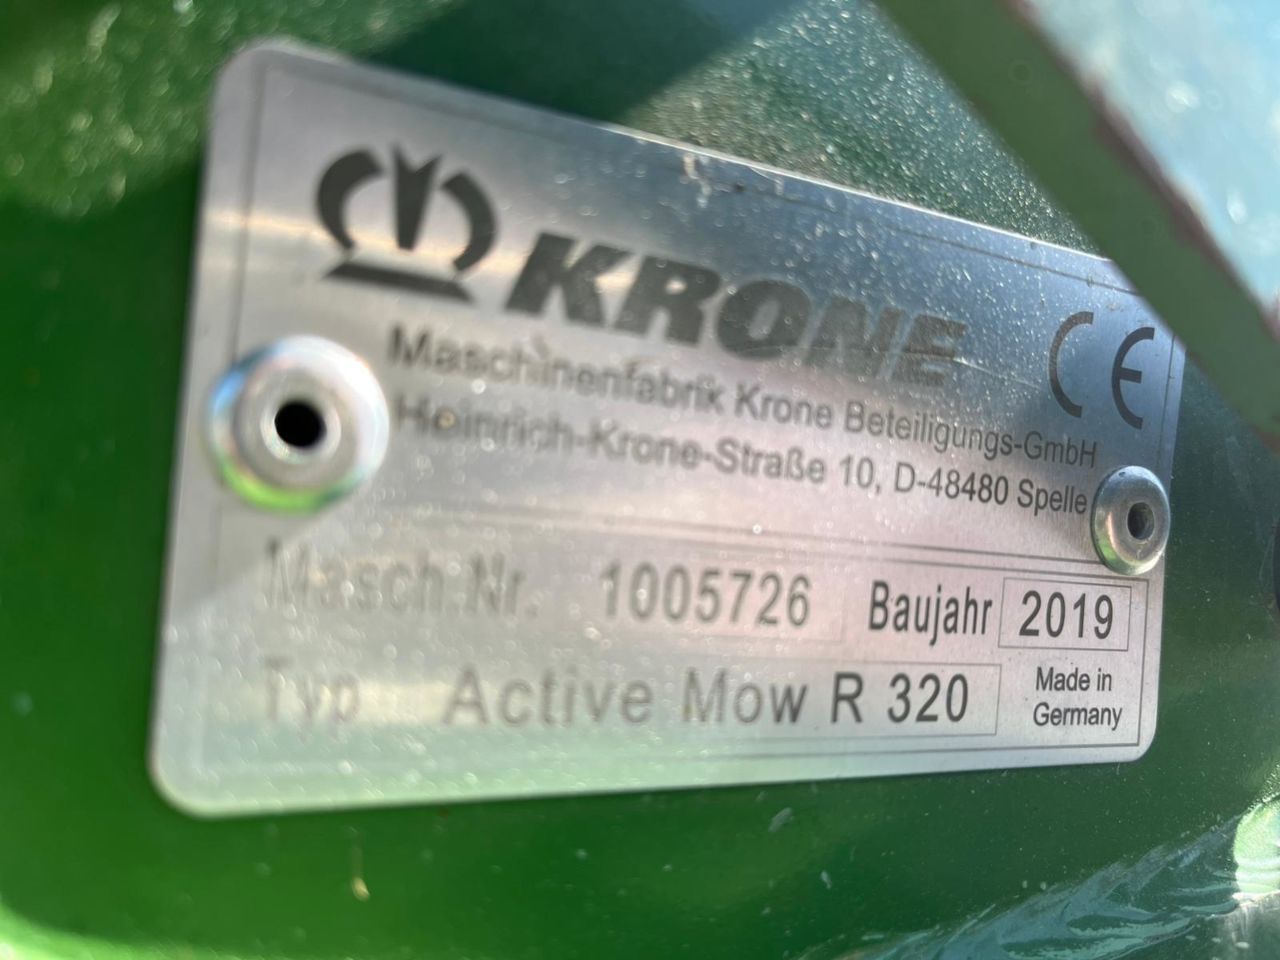 KRONE
CE
Maschinenfabrik Krone Beteiligungs-GmbH
Heinrich-Krone-Straße 10, D-48480 Spelle
Masch.Nr. 1005726 Baujahr 2019
Typ Active Mow R 320 Made in
Germany